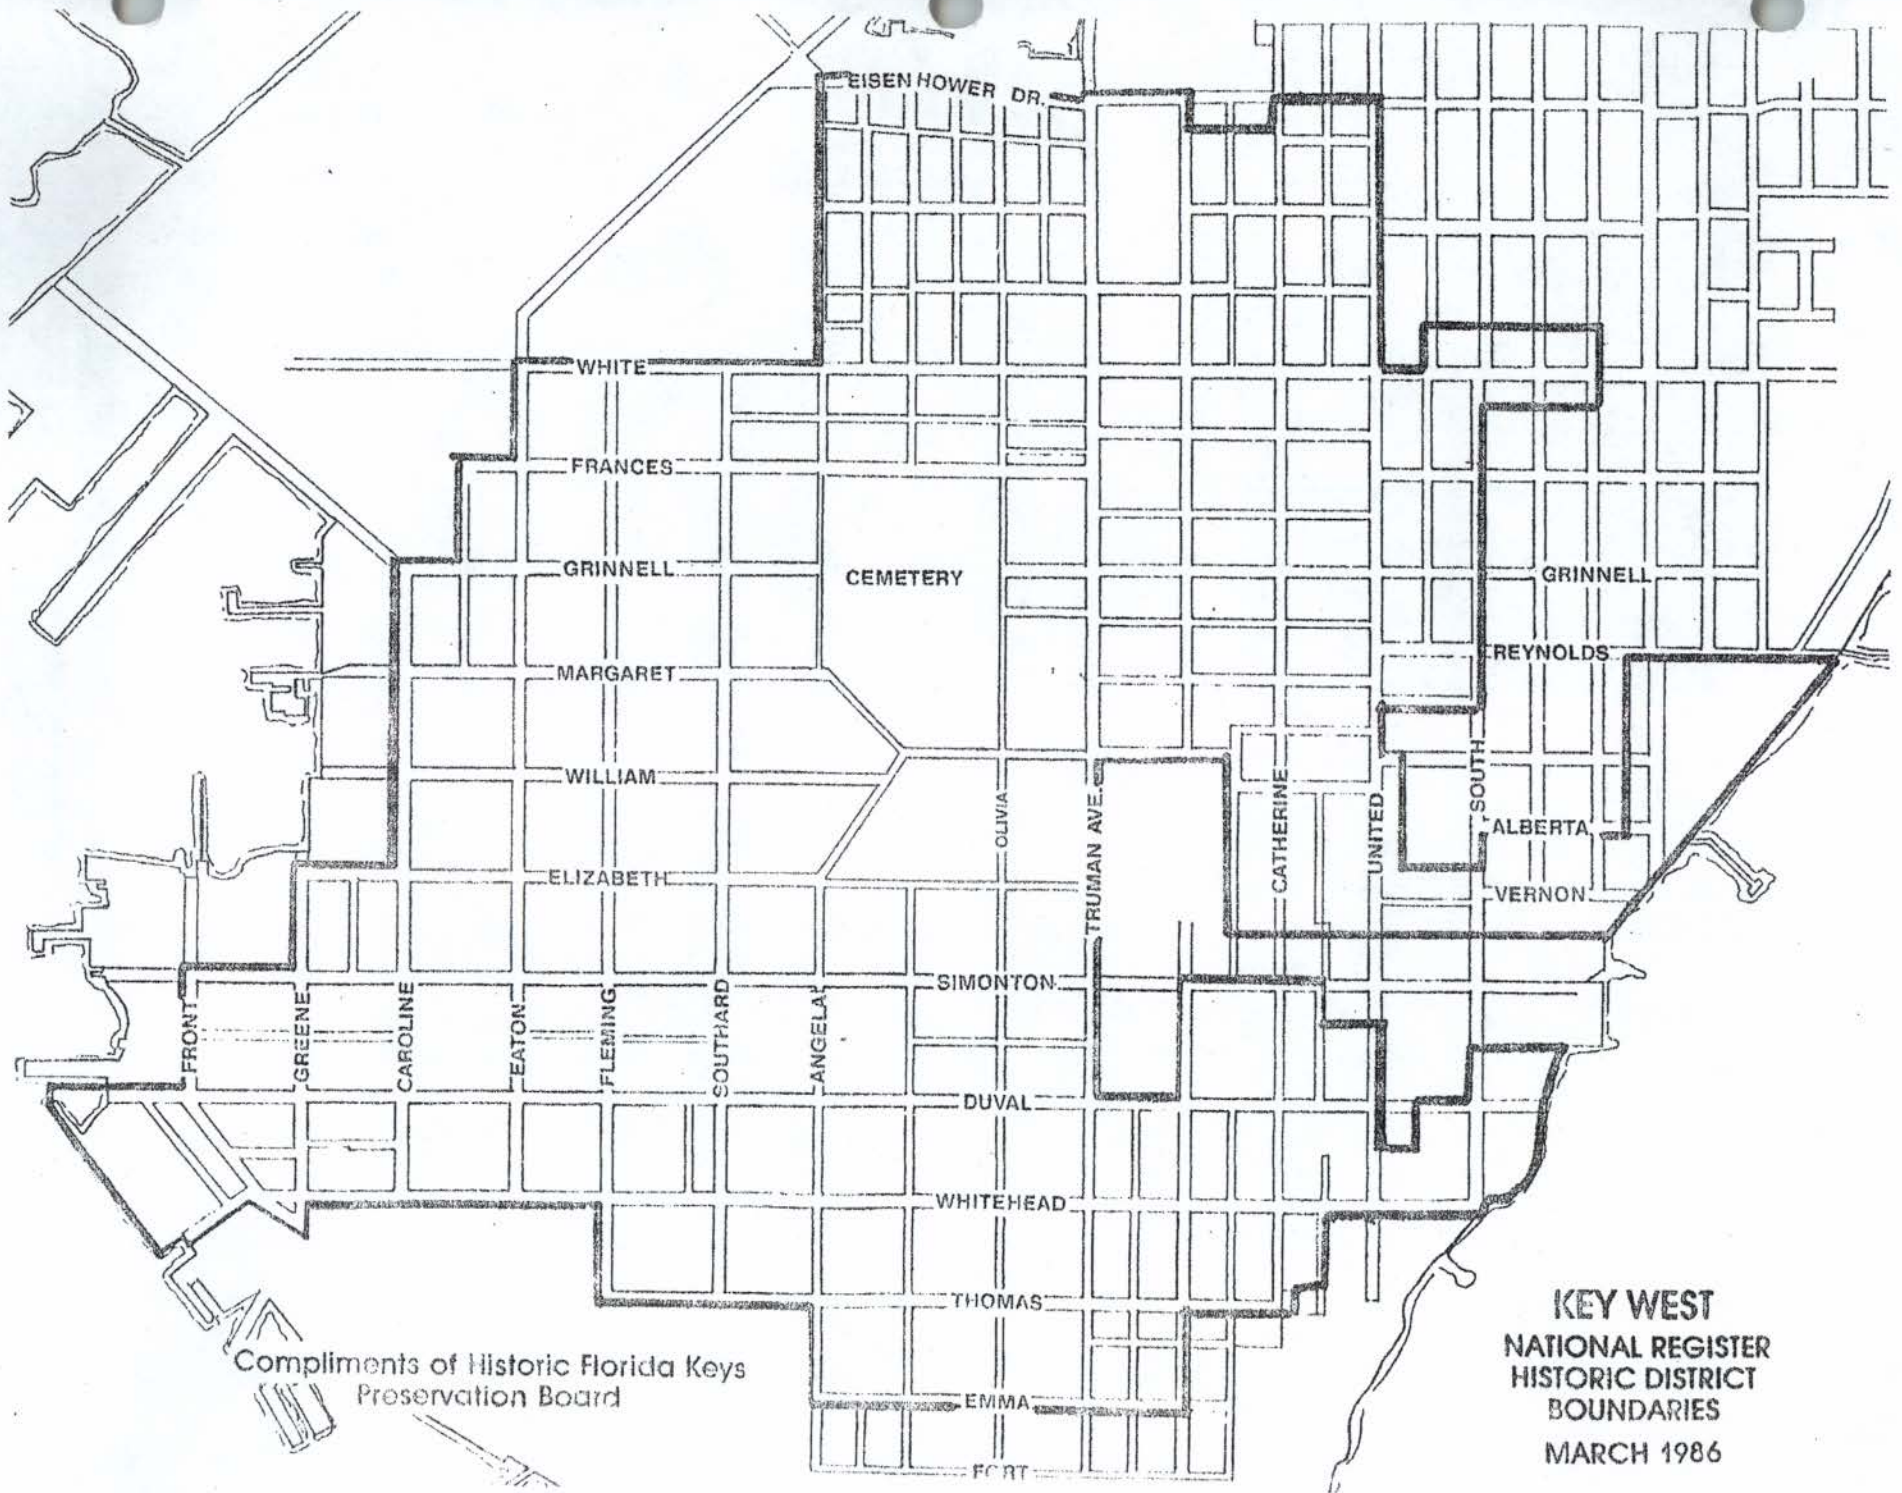 EISENHOWER DR.
WHITE
FRANCES
GRINNELL
CEMETERY
GRINNELL
MARGARET
REYNOLDS
WILLIAM
OLIVIA
TRUMAN AVE.
CATHERINE
UNITED
SOUTH
ALBERTA
ELIZABETH
VERNON
SIMONTON
FRONT
GREENE
CAROLINE
EATON
FLEMING
SOUTHARD
ANGELA
DUVAL
WHITEHEAD
THOMAS
EMMA
FORT
Compliments of Historic Florida Keys
Preservation Board
KEY WEST
NATIONAL REGISTER
HISTORIC DISTRICT
BOUNDARIES
MARCH 1986